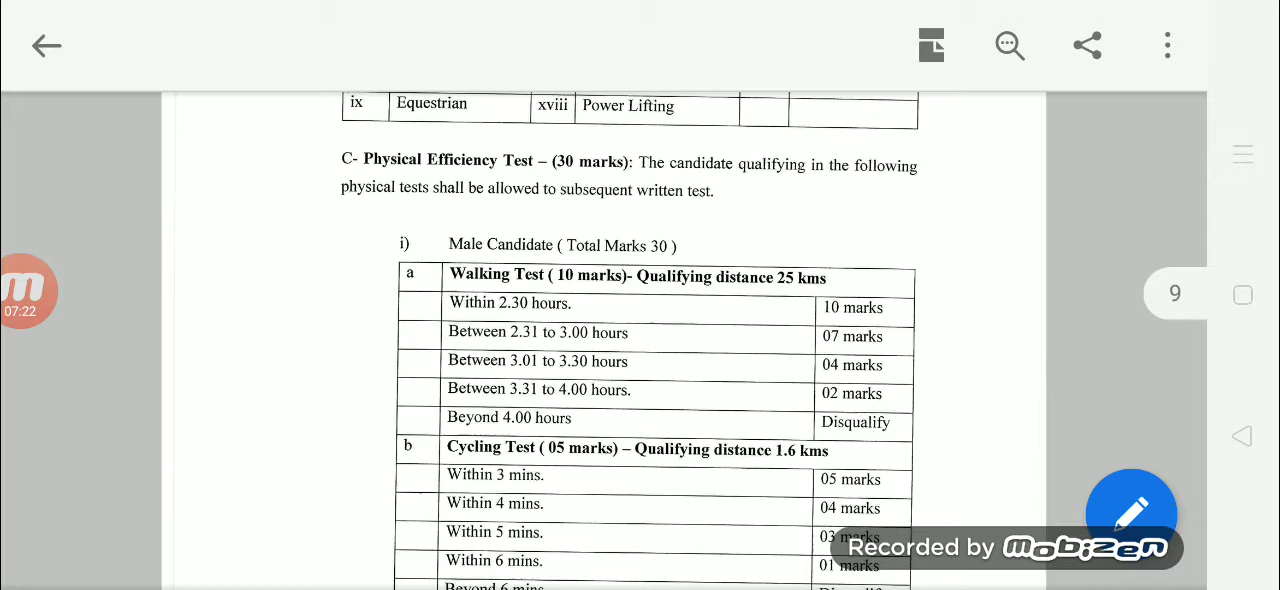 ix Equestrian xviii Power Lifting
C- Physical Efficiency Test – (30 marks): The candidate qualifying in the following
physical tests shall be allowed to subsequent written test.
i) Male Candidate ( Total Marks 30 )
a Walking Test ( 10 marks)- Qualifying distance 25 kms
Within 2.30 hours. 10 marks
Between 2.31 to 3.00 hours 07 marks
Between 3.01 to 3.30 hours 04 marks
Between 3.31 to 4.00 hours. 02 marks
Beyond 4.00 hours Disqualify
b Cycling Test ( 05 marks) – Qualifying distance 1.6 kms
Within 3 mins. 05 marks
Within 4 mins. 04 marks
Within 5 mins. 03 marks
Within 6 mins. 01 marks
Beyond 6 mins
m
07:22
9
Recorded by Mobizen